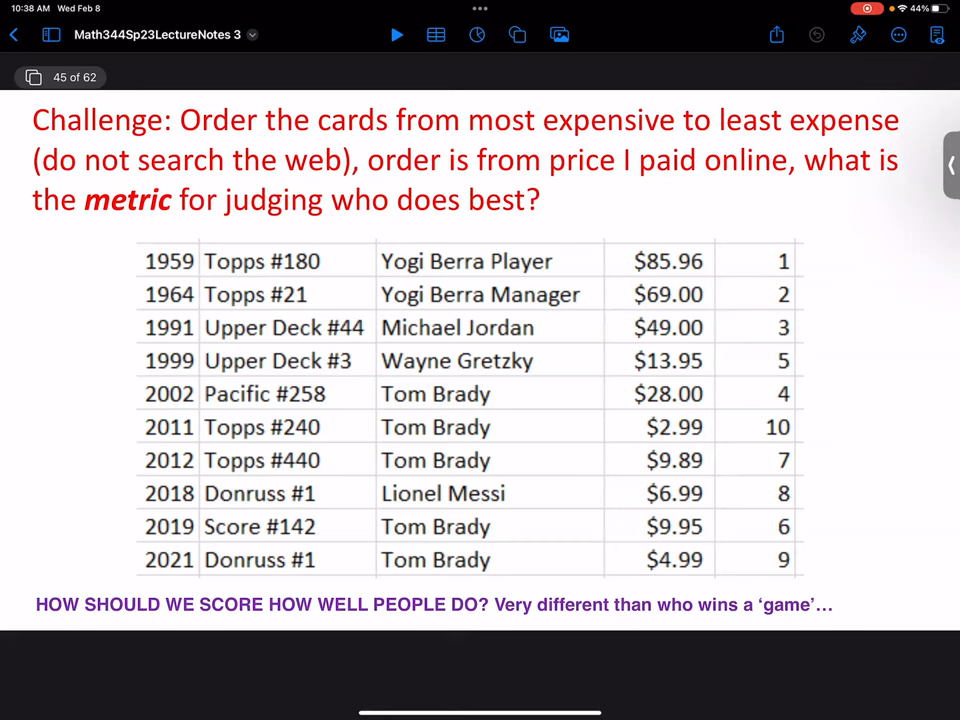 10:38 AM Wed Feb 8
44%
Math344Sp23LectureNotes 3
45 of 62
Challenge: Order the cards from most expensive to least expense
(do not search the web), order is from price I paid online, what is
the metric for judging who does best?
1959 Topps #180 Yogi Berra Player $85.96 1
1964 Topps #21 Yogi Berra Manager $69.00 2
1991 Upper Deck #44 Michael Jordan $49.00 3
1999 Upper Deck #3 Wayne Gretzky $13.95 5
2002 Pacific #258 Tom Brady $28.00 4
2011 Topps #240 Tom Brady $2.99 10
2012 Topps #440 Tom Brady $9.89 7
2018 Donruss #1 Lionel Messi $6.99 8
2019 Score #142 Tom Brady $9.95 6
2021 Donruss #1 Tom Brady $4.99 9
HOW SHOULD WE SCORE HOW WELL PEOPLE DO? Very different than who wins a ‘game’…